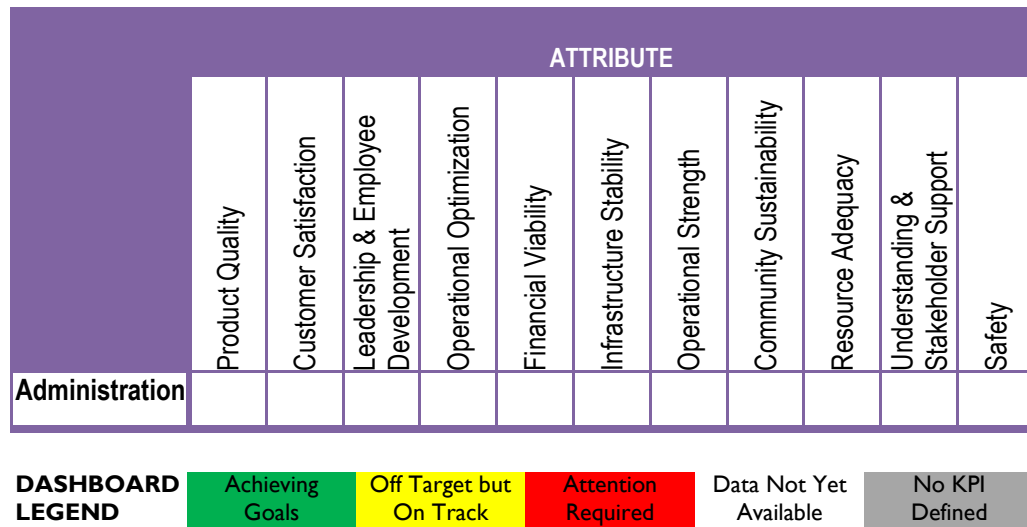 ATTRIBUTE
Product Quality
Customer Satisfaction
Leadership & Employee
Development
Operational Optimization
Financial Viability
Infrastructure Stability
Operational Strength
Community Sustainability
Resource Adequacy
Understanding &
Stakeholder Support
Safety
Administration
DASHBOARD
LEGEND
Achieving
Goals
Off Target but
On Track
Attention
Required
Data Not Yet
Available
No KPI
Defined